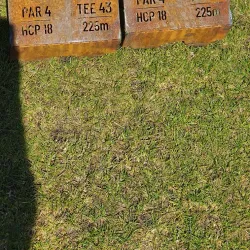 PAR 4 TEE 43
HCP 18 225m
PAR 4
HCP 18 225m